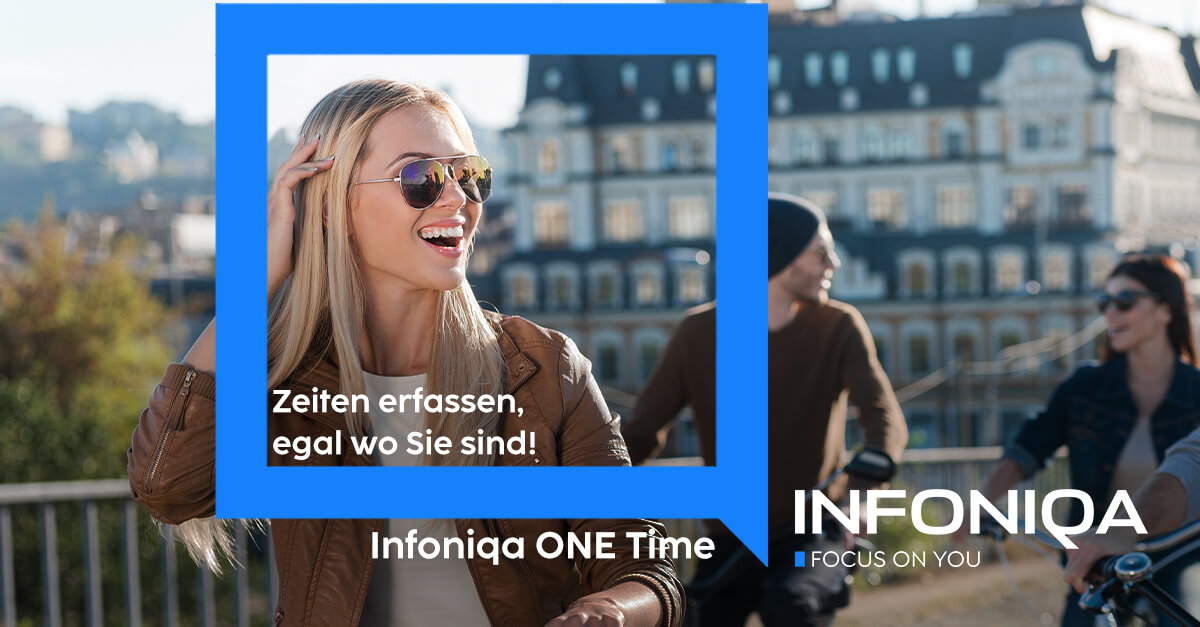 Zeiten erfassen,
egal wo Sie sind!
Infoniqa ONE Time
INFONIQA
FOCUS ON YOU